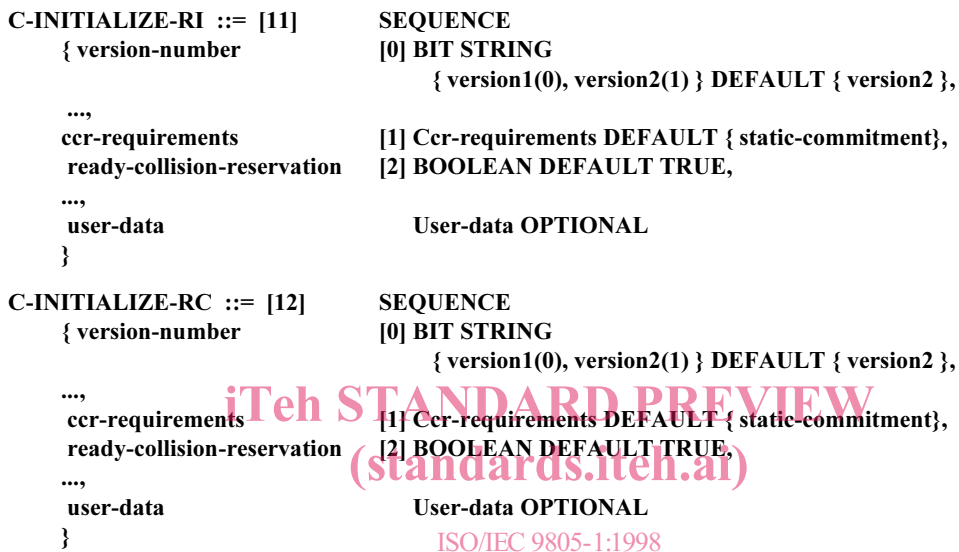 C-INITIALIZE-RI ::= [11] SEQUENCE
{ version-number [0] BIT STRING
{ version1(0), version2(1) } DEFAULT { version2 },
...,
ccr-requirements [1] Ccr-requirements DEFAULT { static-commitment},
ready-collision-reservation [2] BOOLEAN DEFAULT TRUE,
...,
user-data User-data OPTIONAL
}
C-INITIALIZE-RC ::= [12] SEQUENCE
{ version-number [0] BIT STRING
{ version1(0), version2(1) } DEFAULT { version2 },
...,
iTeh STANDARD PREVIEW
ccr-requirements [1] Ccr-requirements DEFAULT { static-commitment},
ready-collision-reservation [2] BOOLEAN DEFAULT TRUE,
(standards.iteh.ai)
...,
user-data User-data OPTIONAL
}
ISO/IEC 9805-1:1998